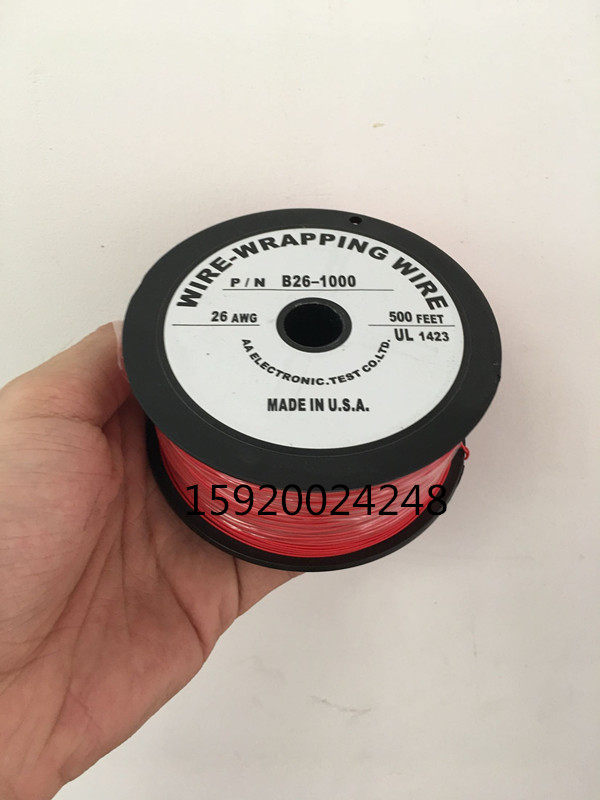 WIRE-WRAPPING WIRE
P/N B26-1000
26 AWG
500 FEET
UL 1423
AA ELECTRONIC.TEST CO.LTD.
MADE IN U.S.A.
15920024248